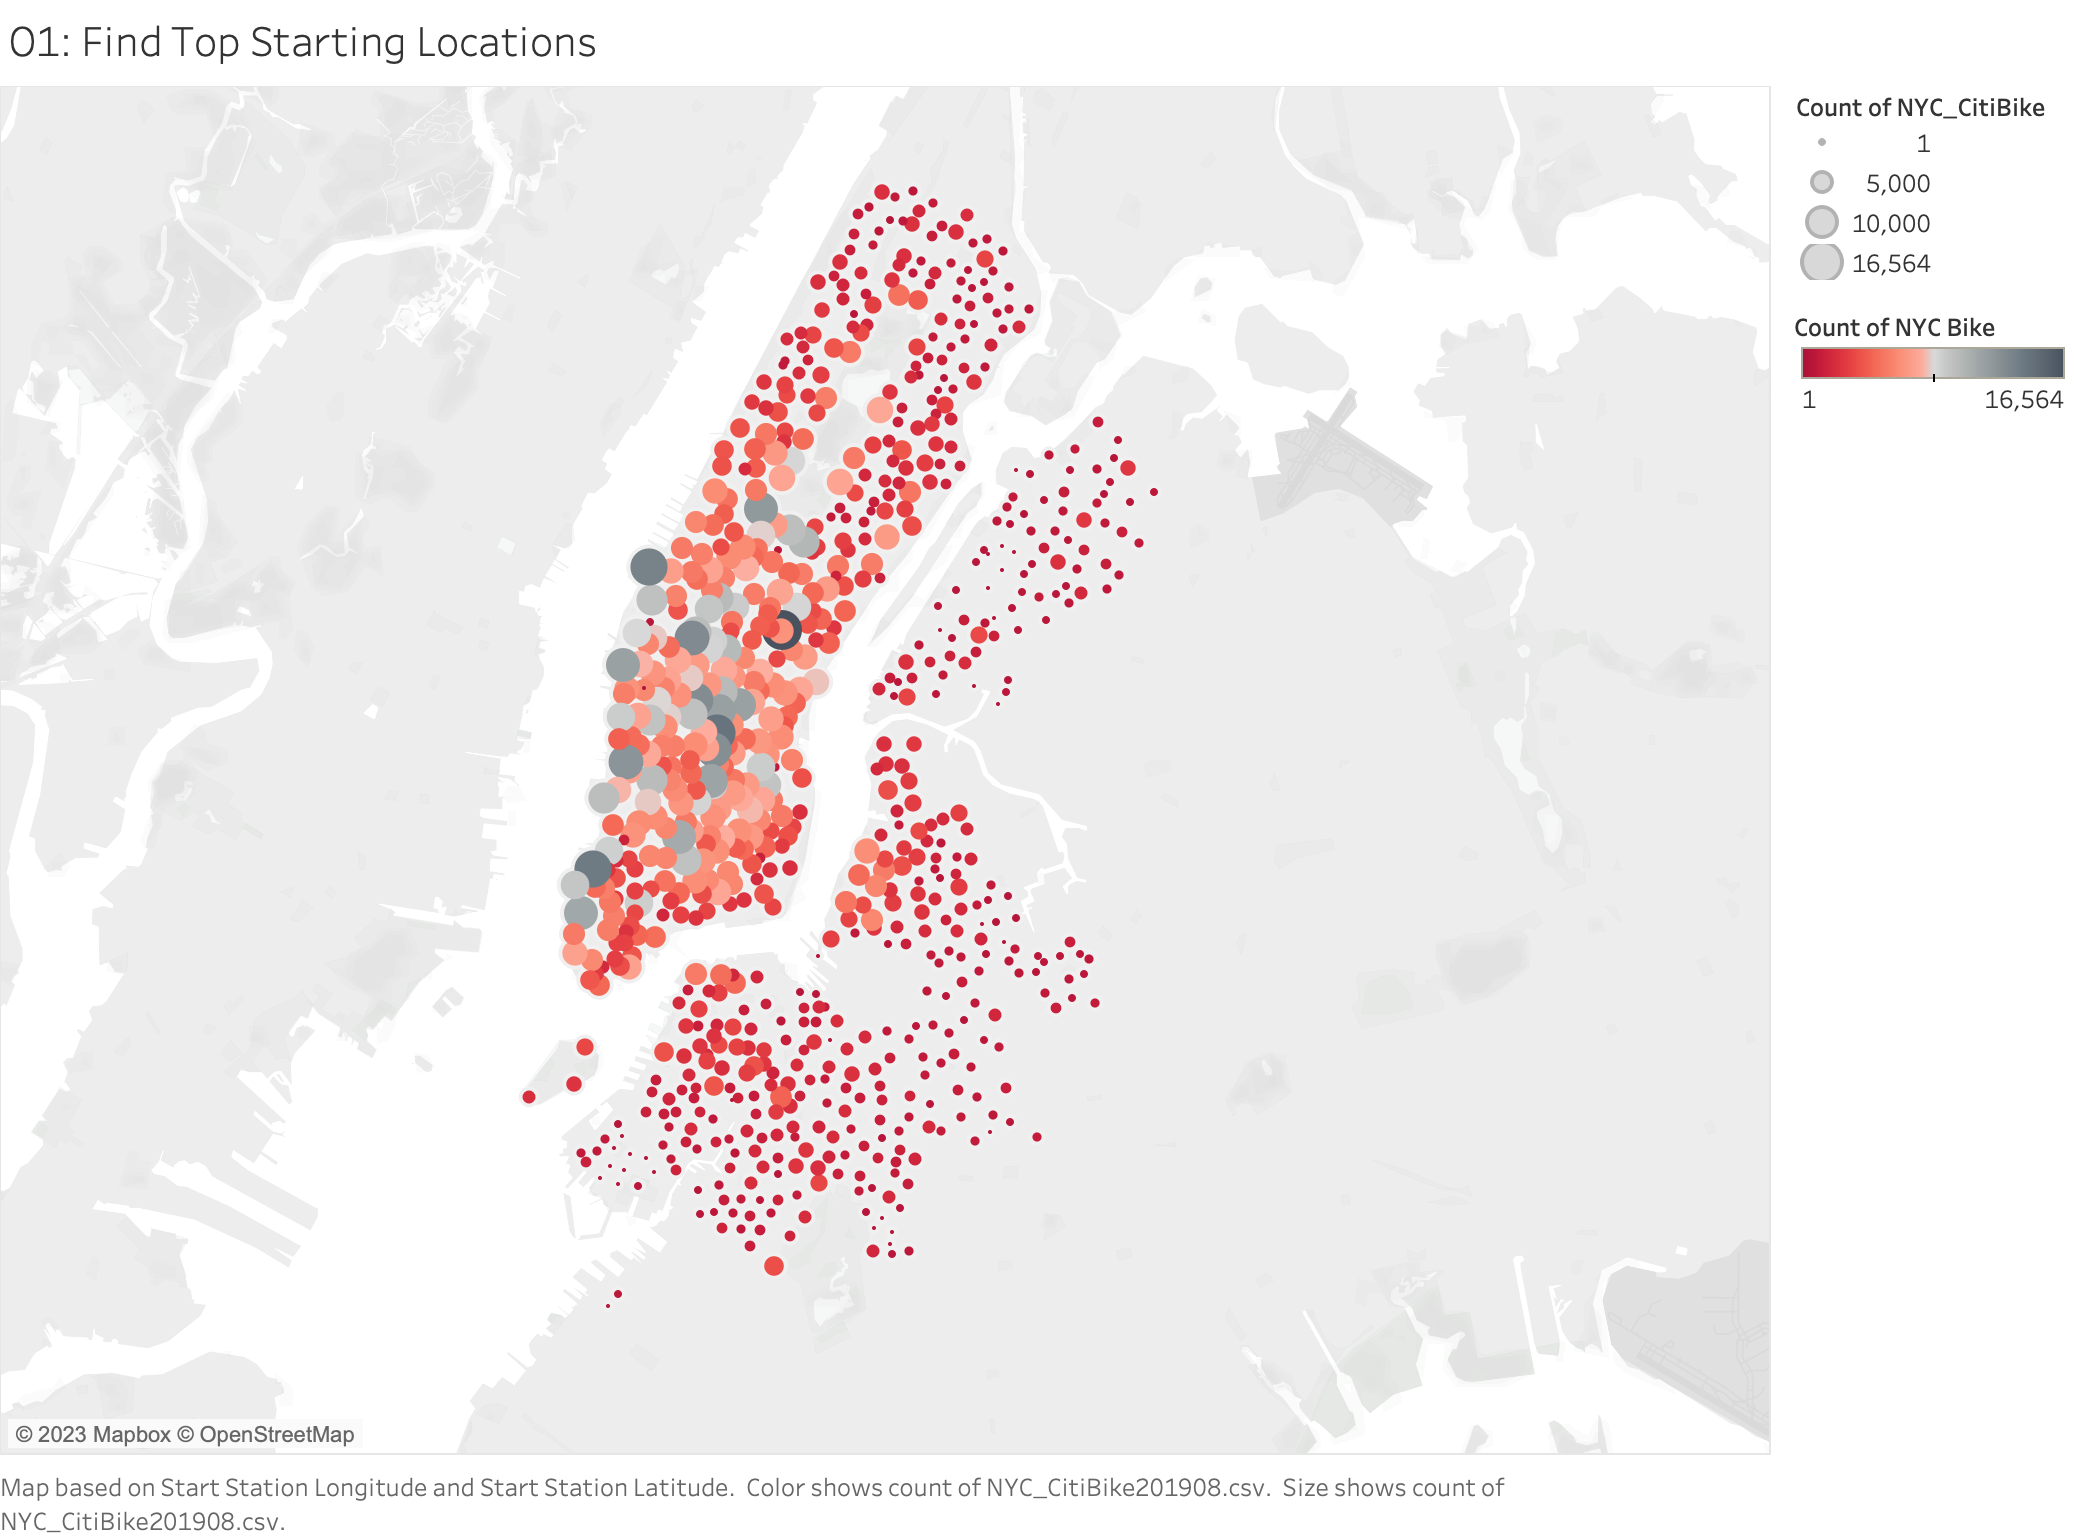 O1: Find Top Starting Locations
Count of NYC_CitiBike
1
5,000
10,000
16,564
Count of NYC Bike
1 16,564
© 2023 Mapbox © OpenStreetMap
Map based on Start Station Longitude and Start Station Latitude. Color shows count of NYC_CitiBike201908.csv. Size shows count of
NYC_CitiBike201908.csv.